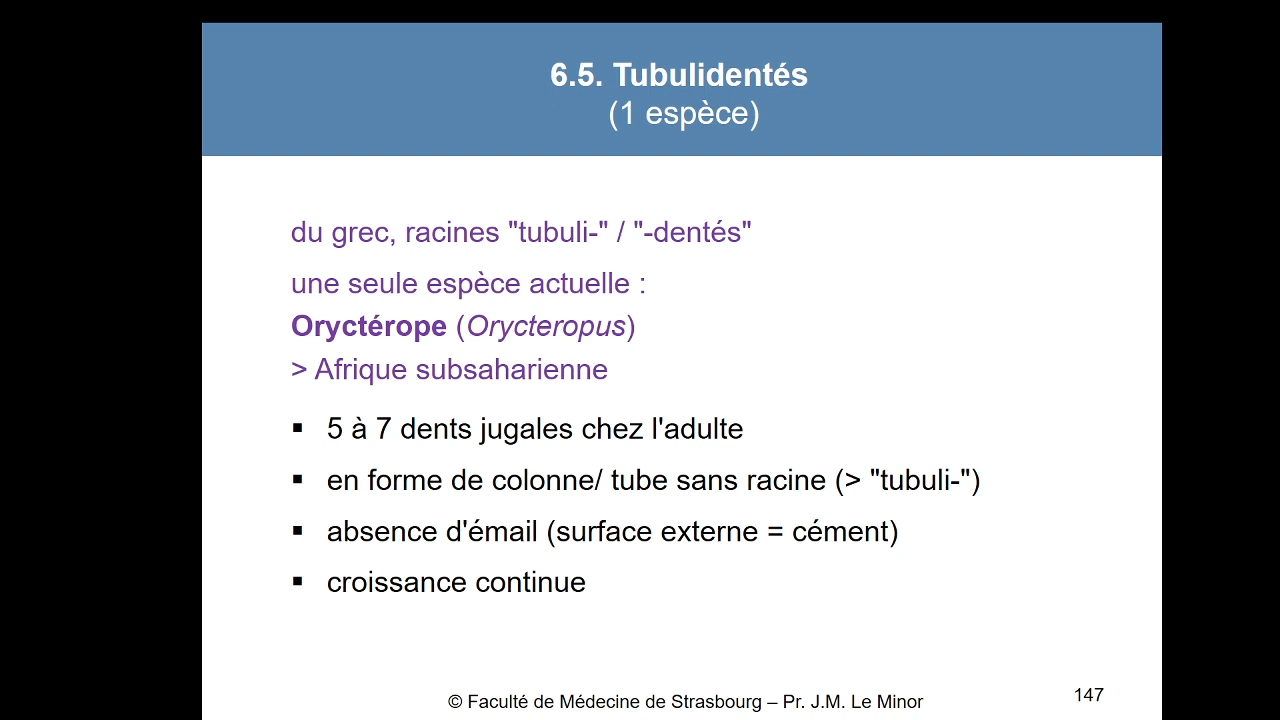 6.5. Tubulidentés
(1 espèce)
du grec, racines "tubuli-" / "-dentés"
une seule espèce actuelle :
Oryctérope (Orycteropus)
> Afrique subsaharienne
▪ 5 à 7 dents jugales chez l'adulte
▪ en forme de colonne/ tube sans racine (> "tubuli-")
▪ absence d'émail (surface externe = cément)
▪ croissance continue
© Faculté de Médecine de Strasbourg – Pr. J.M. Le Minor
147